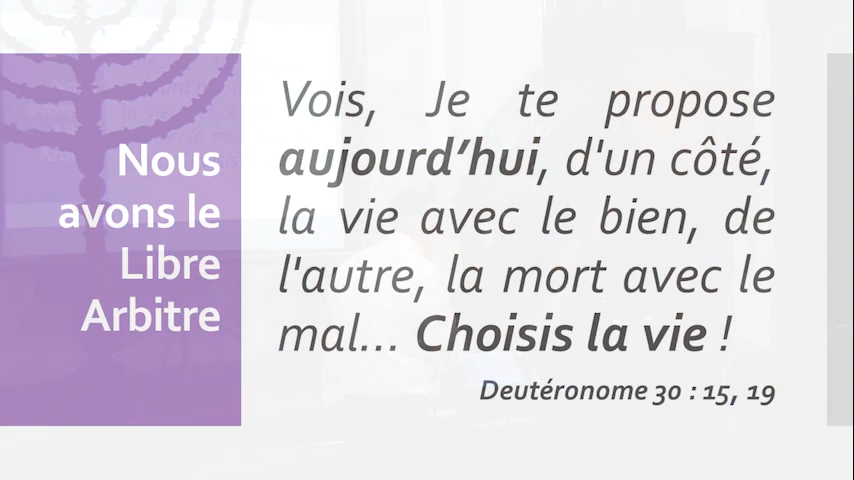 Nous
avons le
Libre
Arbitre
Vois, Je te propose
aujourd’hui, d'un côté,
la vie avec le bien, de
l'autre, la mort avec le
mal... Choisis la vie !
Deutéronome 30 : 15, 19